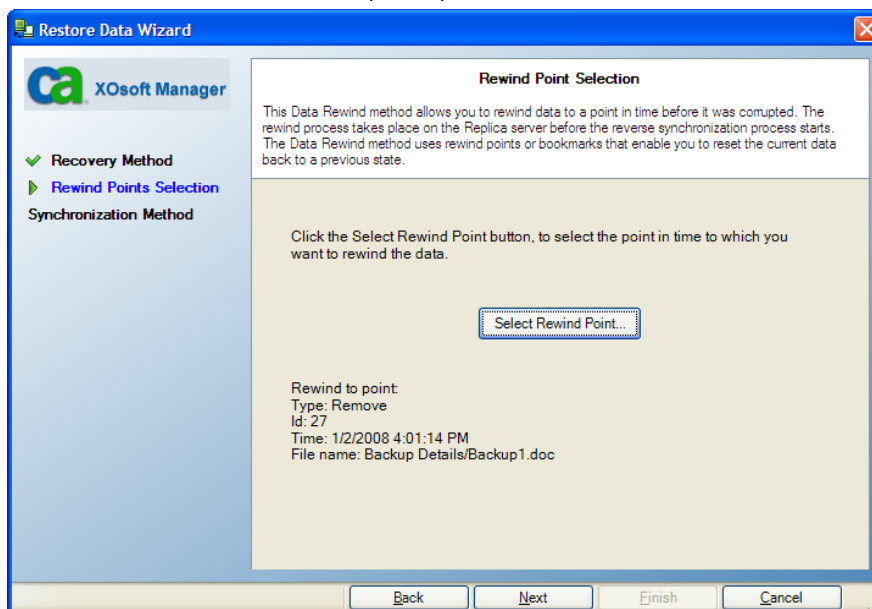 Restore Data Wizard
ca
XOsoft Manager
Recovery Method
Rewind Points Selection
Synchronization Method
Rewind Point Selection
This Data Rewind method allows you to rewind data to a point in time before it was corrupted. The
rewind process takes place on the Replica server before the reverse synchronization process starts.
The Data Rewind method uses rewind points or bookmarks that enable you to reset the current data
back to a previous state.
Click the Select Rewind Point button, to select the point in time to which you
want to rewind the data.
Select Rewind Point...
Rewind to point:
Type: Remove
Id: 27
Time: 1/2/2008 4:01:14 PM
File name: Backup Details/Backup1.doc
Back Next Finish Cancel